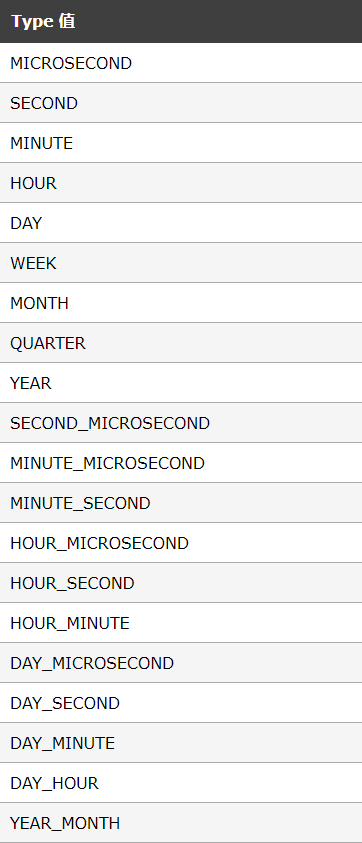 Type 值
MICROSECOND
SECOND
MINUTE
HOUR
DAY
WEEK
MONTH
QUARTER
YEAR
SECOND_MICROSECOND
MINUTE_MICROSECOND
MINUTE_SECOND
HOUR_MICROSECOND
HOUR_SECOND
HOUR_MINUTE
DAY_MICROSECOND
DAY_SECOND
DAY_MINUTE
DAY_HOUR
YEAR_MONTH